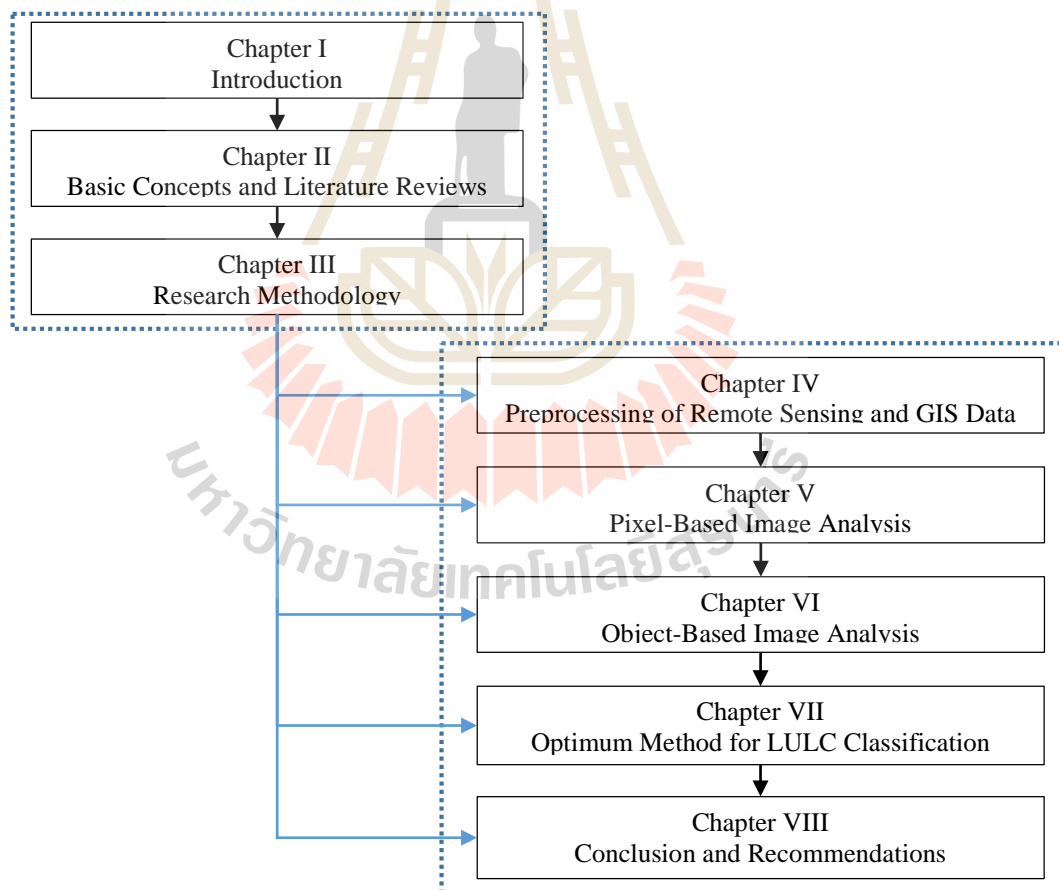 Chapter I
Introduction
Chapter II
Basic Concepts and Literature Reviews
Chapter III
Research Methodology
Chapter IV
Preprocessing of Remote Sensing and GIS Data
Chapter V
Pixel-Based Image Analysis
Chapter VI
Object-Based Image Analysis
Chapter VII
Optimum Method for LULC Classification
Chapter VIII
Conclusion and Recommendations
มหาวิทยาลัยเทคโนโลยีสุรนารี